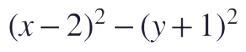 (x − 2)² − (y + 1)²